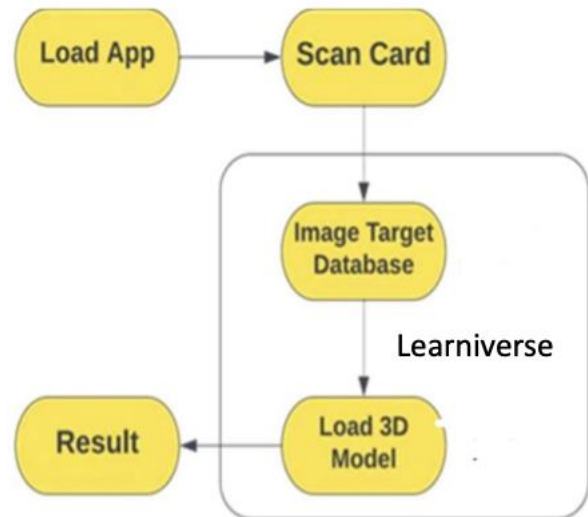 Load App
Scan Card
Image Target
Database
Learniverse
Load 3D
Model
Result